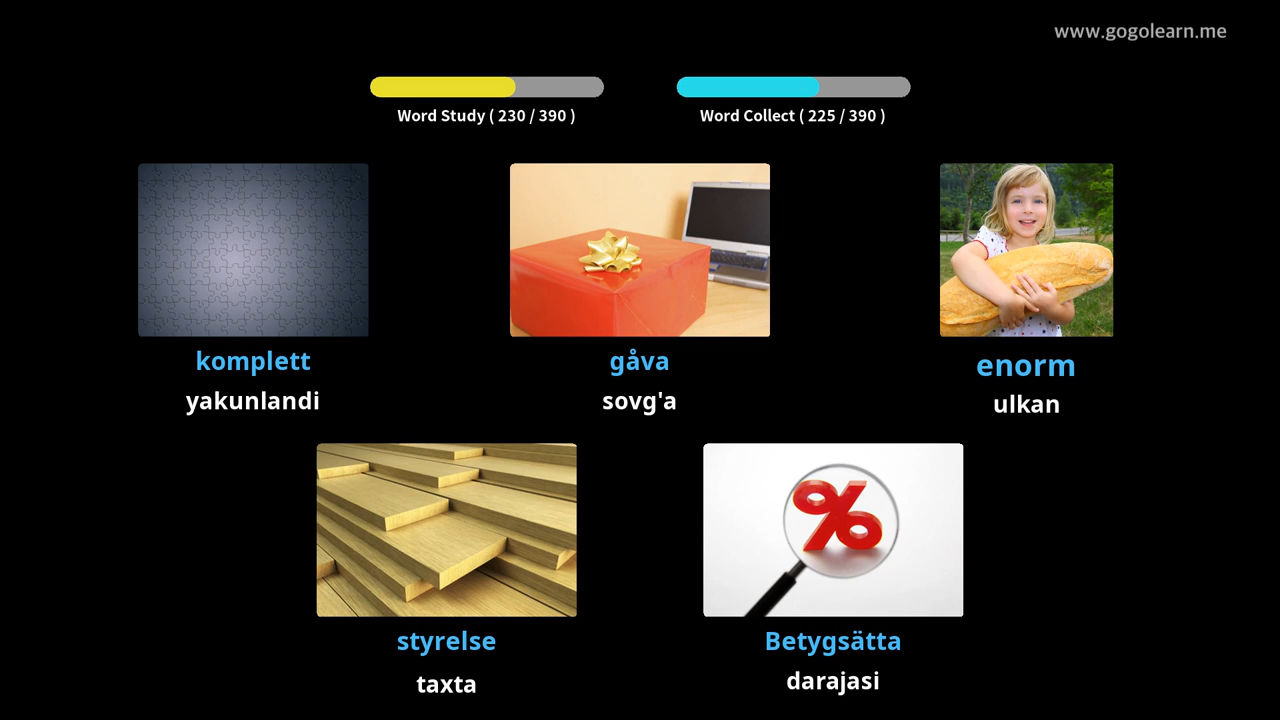 www.gogolearn.me
Word Study ( 230 / 390 )
Word Collect ( 225 / 390 )
komplett
yakunlandi
gåva
sovg'a
enorm
ulkan
styrelse
taxta
Betygsätta
darajasi